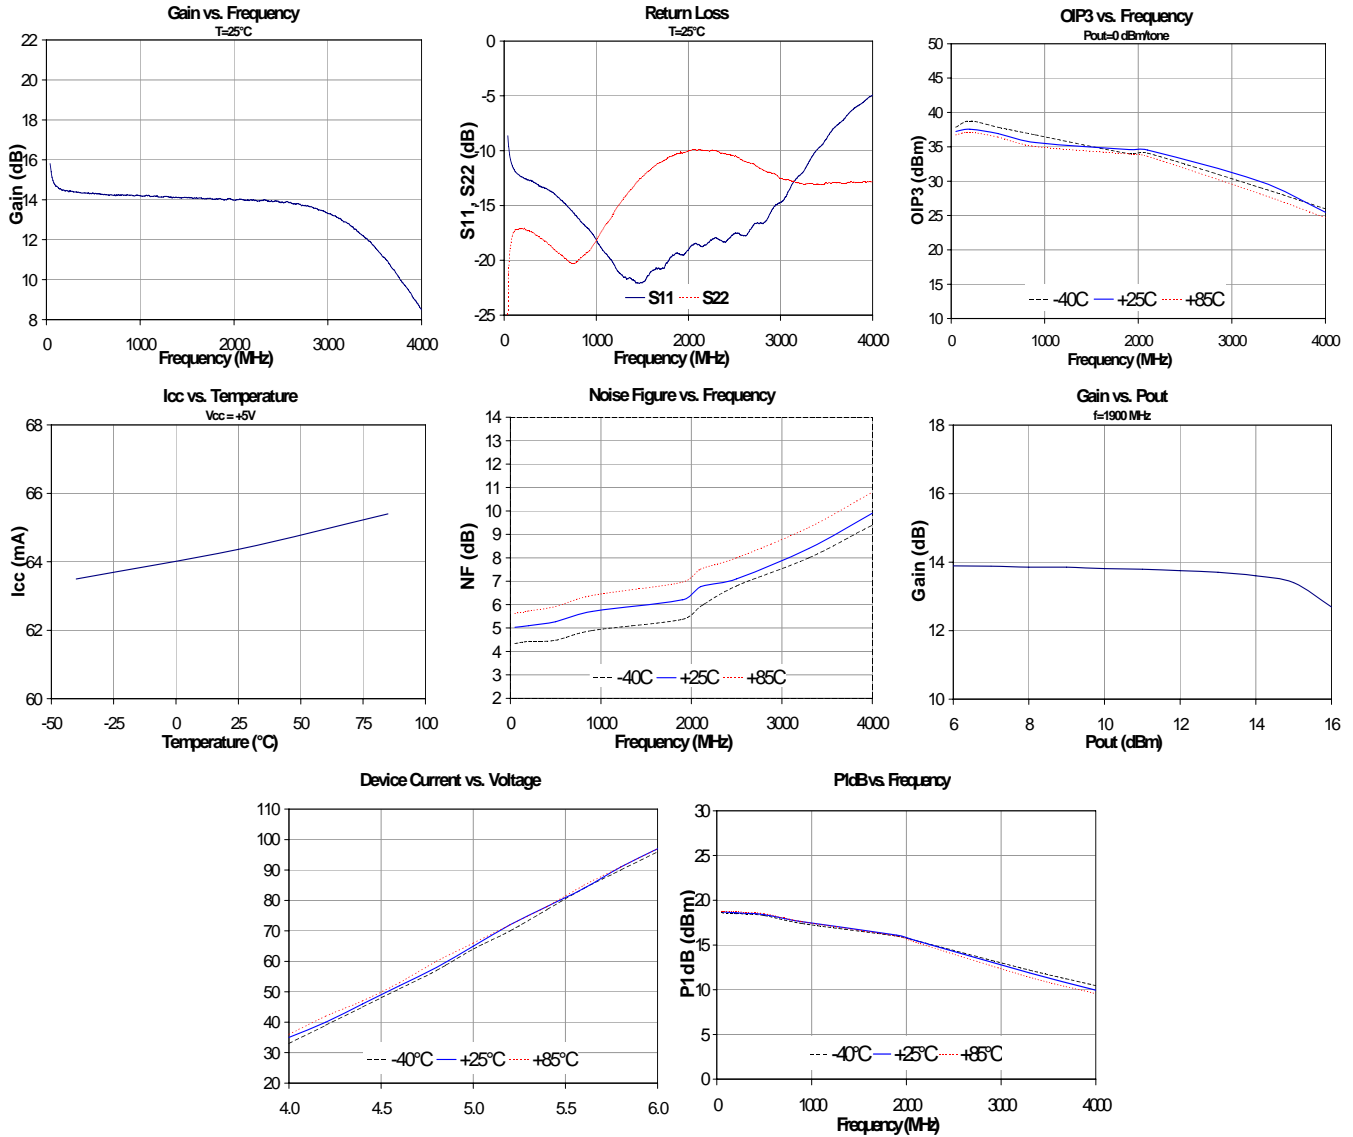 Gain vs. Frequency
T=25°C
22
20
18
16
14
12
10
8
Gain (dB)
0 1000 2000 3000 4000
Frequency (MHz)
Return Loss
T=25°C
0
-5
-10
-15
-20
-25
S11, S22 (dB)
S11 S22
0 1000 2000 3000 4000
Frequency (MHz)
OIP3 vs. Frequency
Pout=0 dBm/tone
50
45
40
35
30
25
20
15
10
OIP3 (dBm)
-40C +25C +85C
0 1000 2000 3000 4000
Frequency (MHz)
Icc vs. Temperature
Vcc = +5V
68
66
64
62
60
Icc (mA)
-50 -25 0 25 50 75 100
Temperature (°C)
Noise Figure vs. Frequency
14
13
12
11
10
9
8
7
6
5
4
3
2
NF (dB)
-40C +25C +85C
0 1000 2000 3000 4000
Frequency (MHz)
Gain vs. Pout
f=1900 MHz
18
16
14
12
10
Gain (dB)
6 8 10 12 14 16
Pout (dBm)
Device Current vs. Voltage
110
100
90
80
70
60
50
40
30
20
-40°C +25°C +85°C
4.0 4.5 5.0 5.5 6.0
P1dB vs. Frequency
30
25
20
15
10
5
0
P1dB (dBm)
-40°C +25°C +85°C
0 1000 2000 3000 4000
Frequency (MHz)